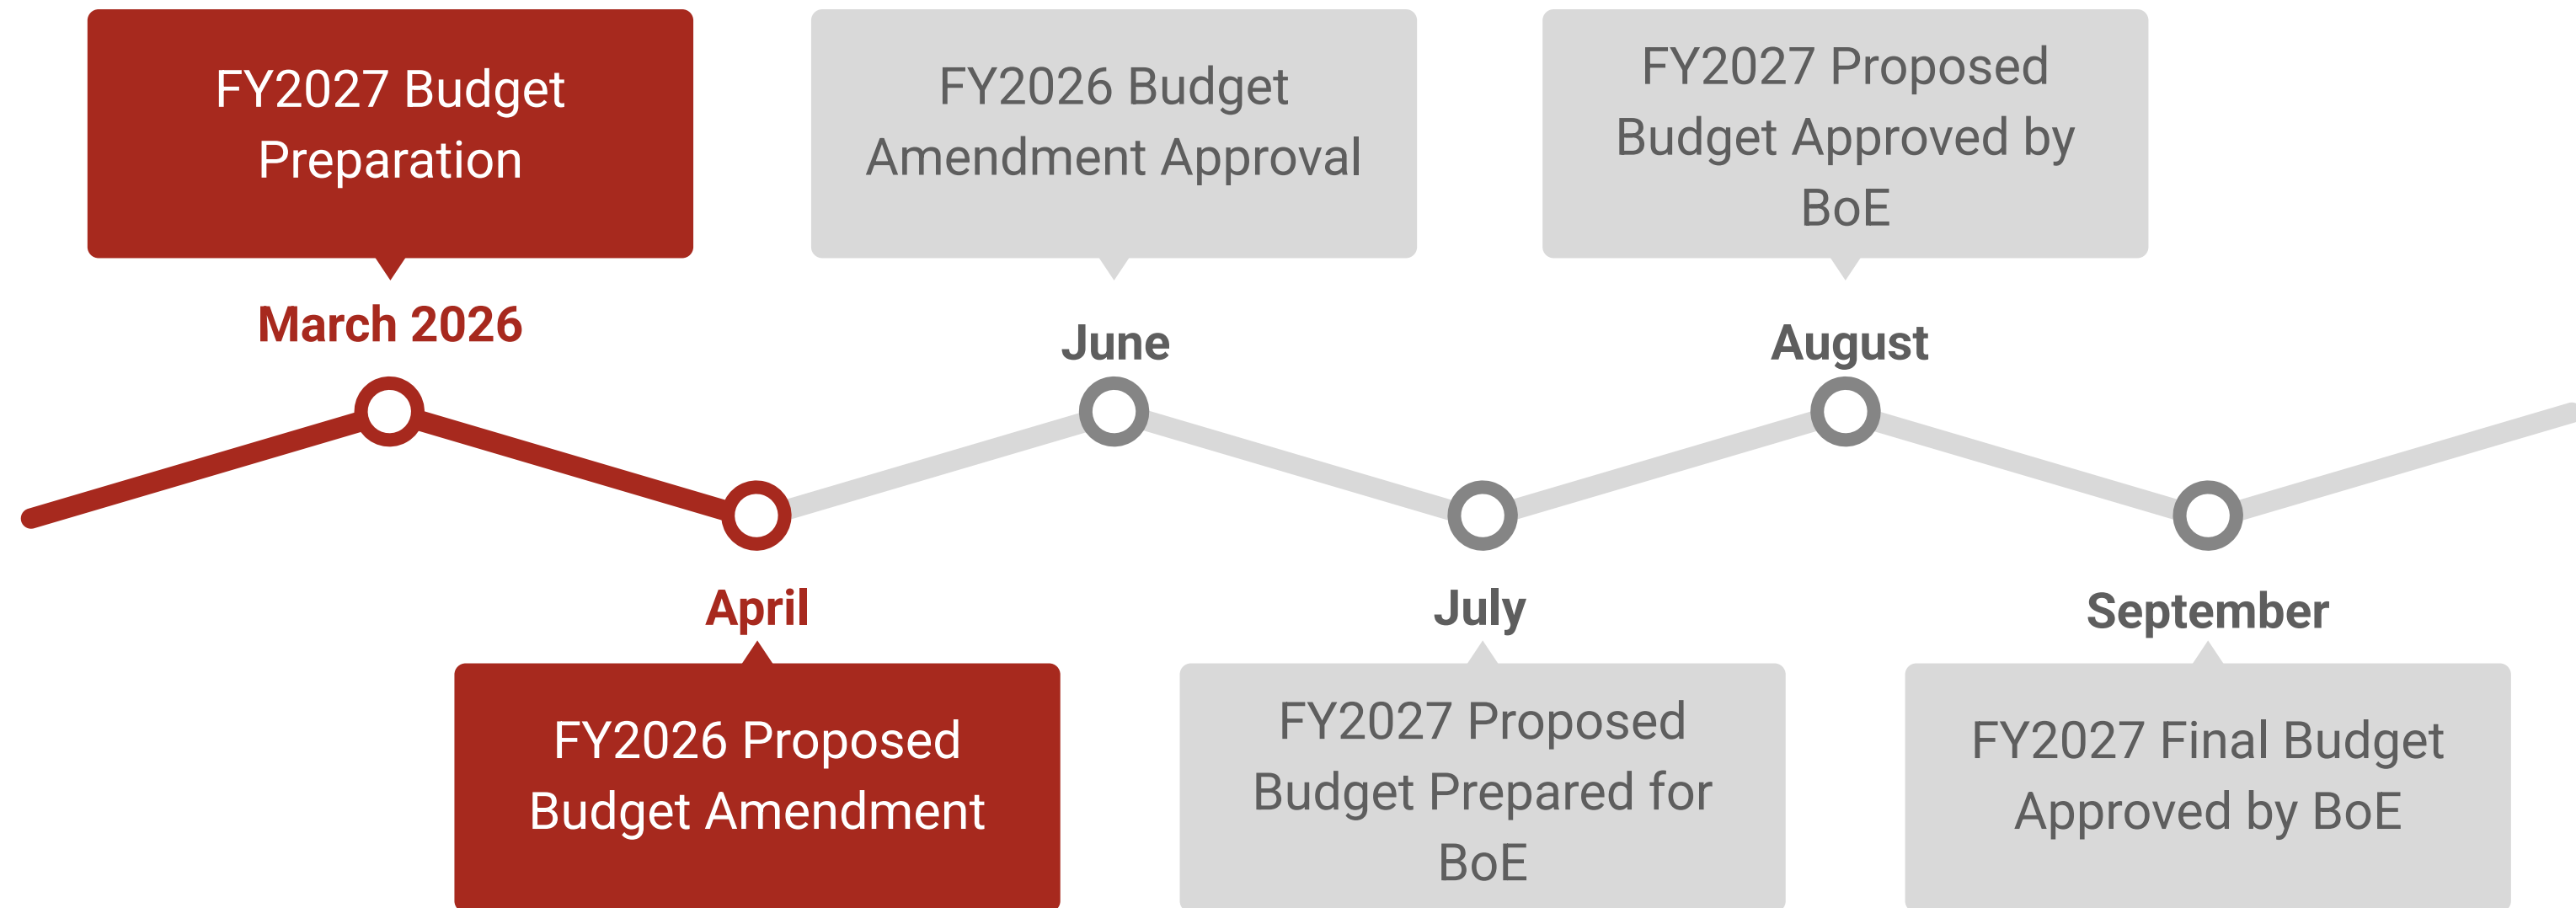 FY2027 Budget
Preparation
March 2026
FY2026 Budget
Amendment Approval
June
FY2027 Proposed
Budget Approved by
BoE
August
April
FY2026 Proposed
Budget Amendment
July
FY2027 Proposed
Budget Prepared for
BoE
September
FY2027 Final Budget
Approved by BoE